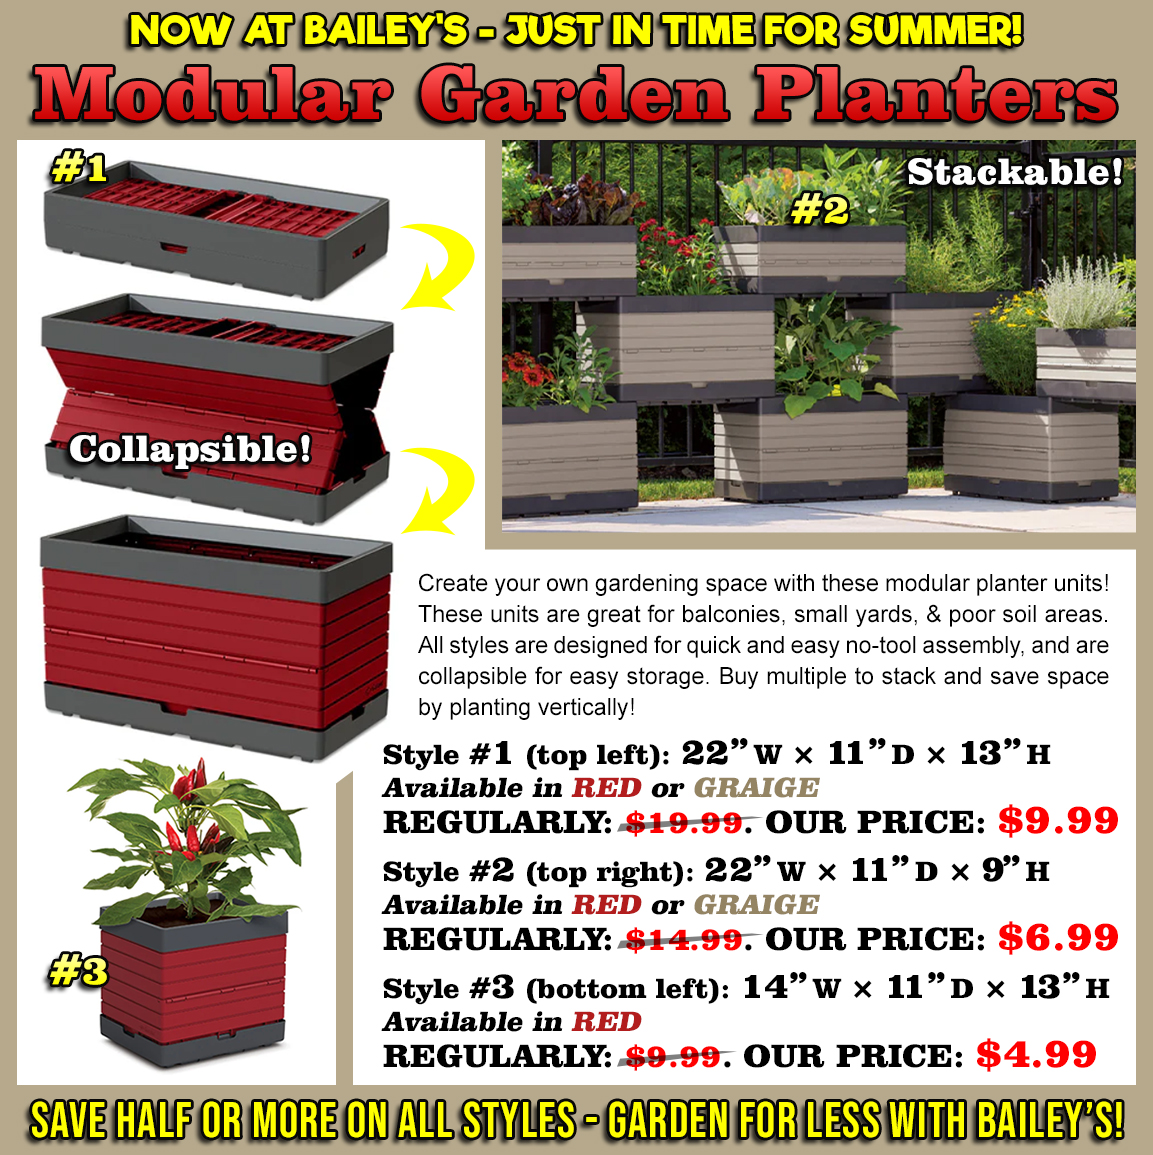 NOW AT BAILEY'S - JUST IN TIME FOR SUMMER!
Modular Garden Planters
#1
Collapsible!
Stackable!
#2
Create your own gardening space with these modular planter units!
These units are great for balconies, small yards, & poor soil areas.
All styles are designed for quick and easy no-tool assembly, and are
collapsible for easy storage. Buy multiple to stack and save space
by planting vertically!
#3
Style #1 (top left): 22” W × 11” D × 13” H
Available in RED or GRAIGE
REGULARLY: $19.99. OUR PRICE: $9.99
Style #2 (top right): 22” W × 11” D × 9” H
Available in RED or GRAIGE
REGULARLY: $14.99. OUR PRICE: $6.99
Style #3 (bottom left): 14” W × 11” D × 13” H
Available in RED
REGULARLY: $9.99. OUR PRICE: $4.99
SAVE HALF OR MORE ON ALL STYLES - GARDEN FOR LESS WITH BAILEY’S!